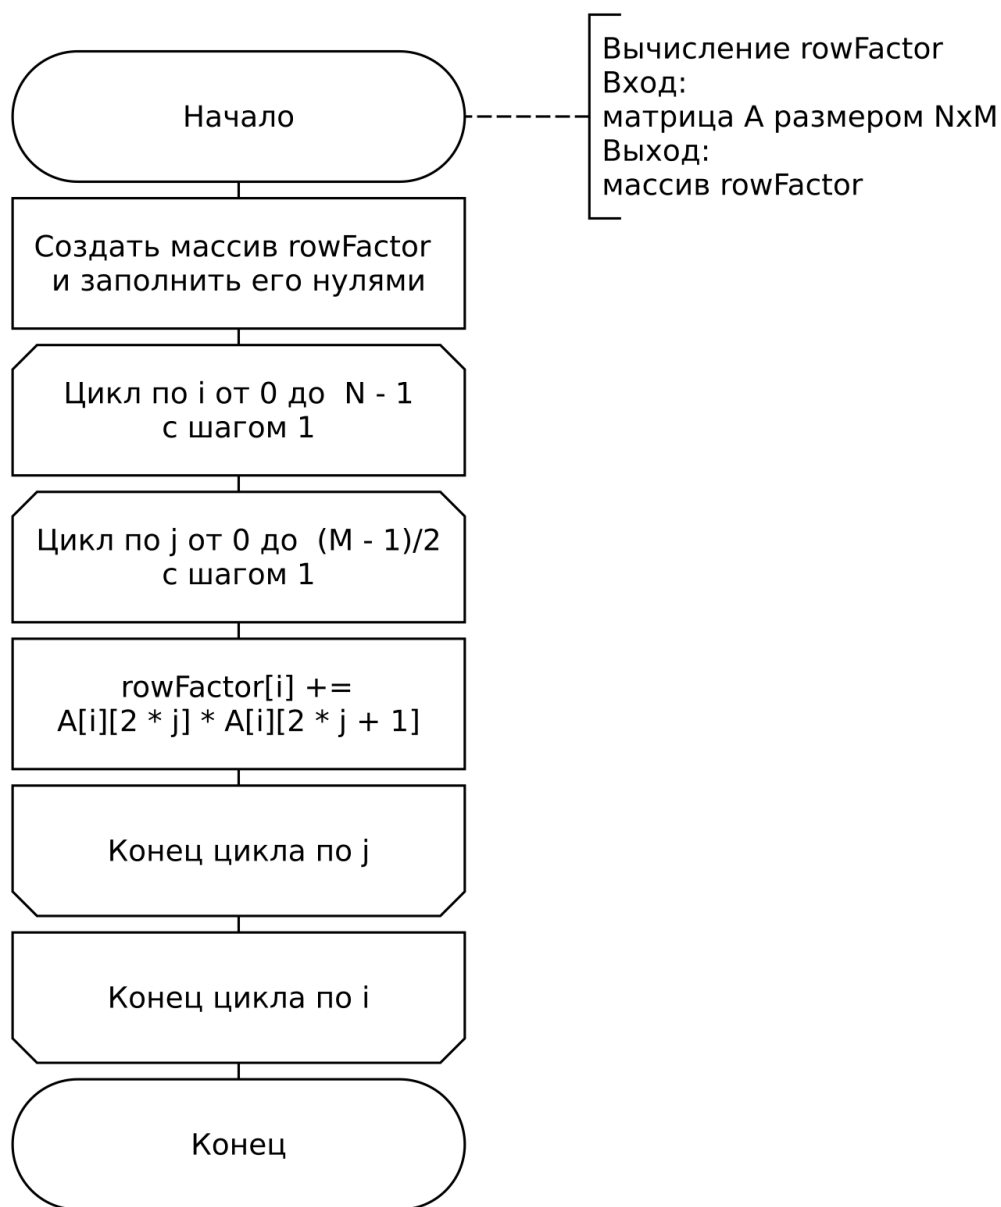 Начало
Вычисление rowFactor
Вход:
матрица A размером NxM
Выход:
массив rowFactor
Создать массив rowFactor
и заполнить его нулями
Цикл по i от 0 до  N - 1
с шагом 1
Цикл по j от 0 до  (M - 1)/2
с шагом 1
rowFactor[i] +=
A[i][2 * j] * A[i][2 * j + 1]
Конец цикла по j
Конец цикла по i
Конец